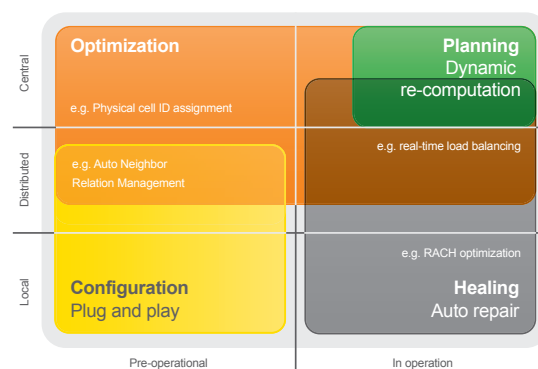 Central
Optimization
Planning
Dynamic
re-computation
e.g. Physical cell ID assignment
Distributed
e.g. real-time load balancing
e.g. Auto Neighbor
Relation Management
Local
e.g. RACH optimization
Configuration
Plug and play
Healing
Auto repair
Pre-operational
In operation